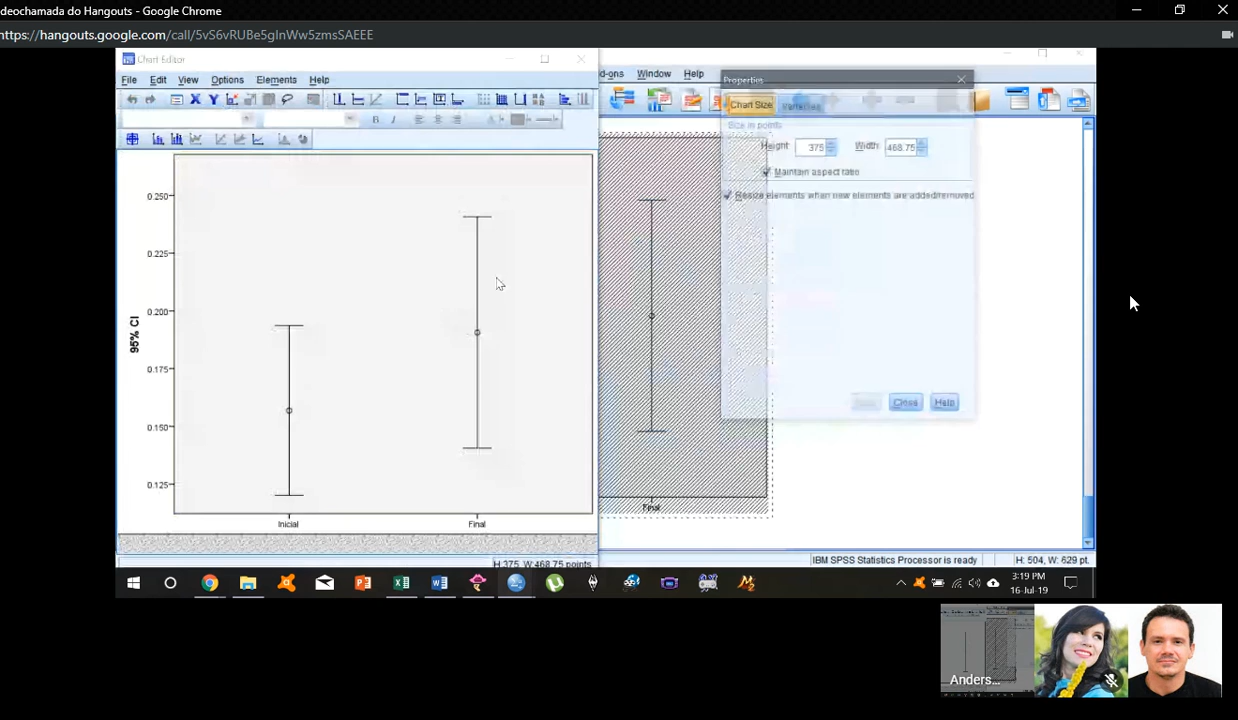 deochamada do Hangouts - Google Chrome
https://hangouts.google.com/call/5vS6vRUBe5gInWw5zmsSAEEE
Chart Editor
File Edit View Options Elements Help
d-ons Window Help
Properties
Chart Size Variables
Size in points
Height: 375 Width: 468.75
Maintain aspect ratio
Resize elements when new elements are added/removed
Close Help
B I
X Y
95% CI
0.250
0.225
0.200
0.175
0.150
0.125
Inicial Final
Final
H:375, W:468.75 points
IBM SPSS Statistics Processor is ready
H: 504, W: 629 pt.
3:19 PM
16-Jul-19
Anders...